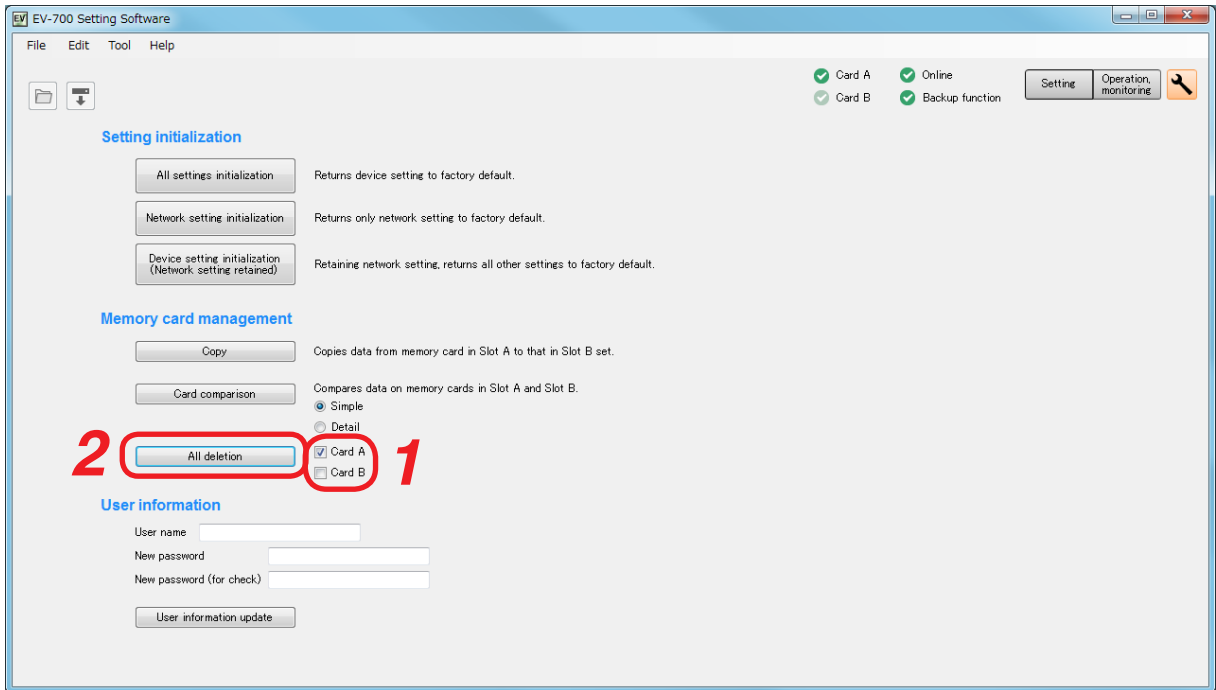 EV EV-700 Setting Software
File Edit Tool Help
Card A Online
Card B Backup function
Setting
Operation,
monitoring
Setting initialization
All settings initialization Returns device setting to factory default.
Network setting initialization Returns only network setting to factory default.
Device setting initialization
(Network setting retained)
Retaining network setting, returns all other settings to factory default.
Memory card management
Copy Copies data from memory card in Slot A to that in Slot B set.
Card comparison Compares data on memory cards in Slot A and Slot B.
Simple
Detail
2 All deletion
Card A
Card B
1
User information
User name
New password
New password (for check)
User information update